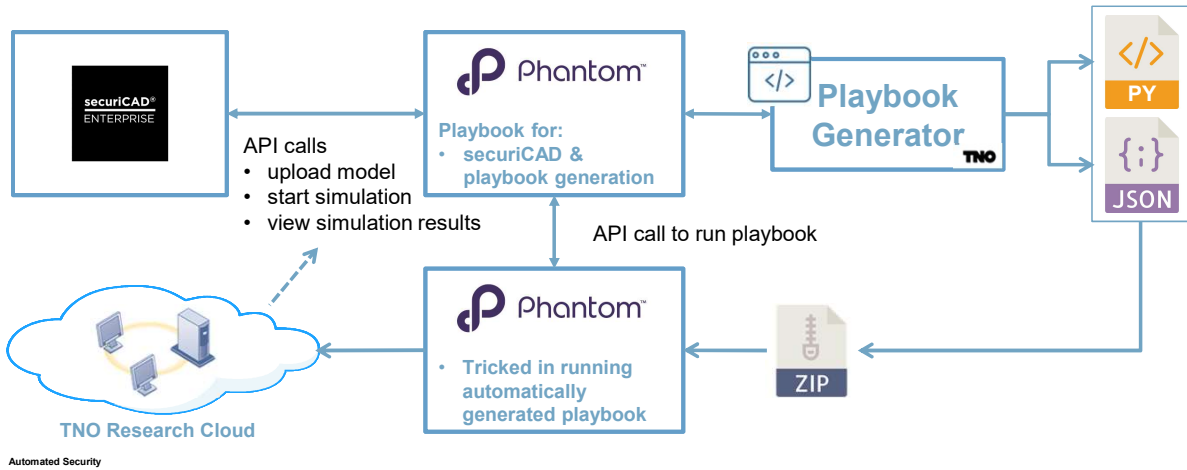 securiCAD®
ENTERPRISE
API calls
• upload model
• start simulation
• view simulation results
Phantom™
Playbook for:
• securiCAD &
playbook generation
</>
Playbook
Generator
TNO
</>
PY
{;}
JSON
API call to run playbook
Phantom™
• Tricked in running
automatically
generated playbook
ZIP
TNO Research Cloud
Automated Security